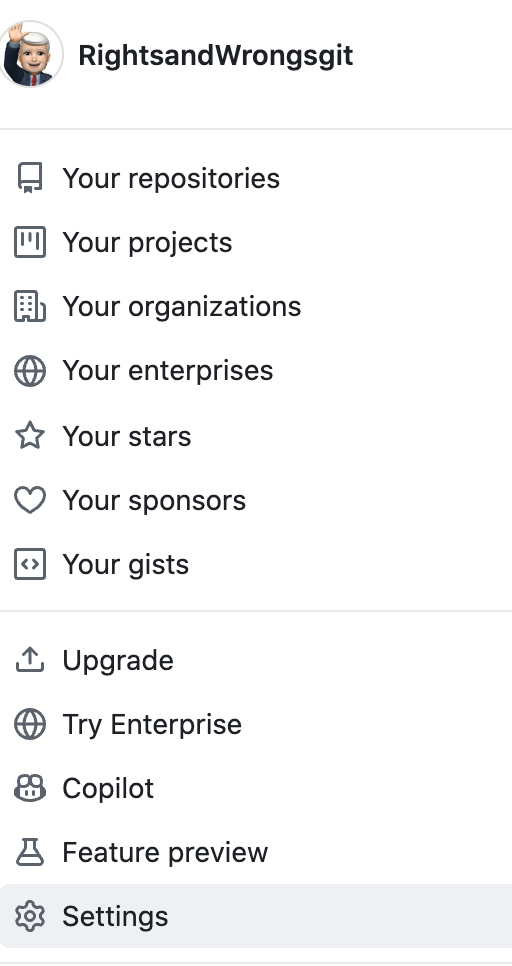 RightsandWrongsgit
Your repositories
Your projects
Your organizations
Your enterprises
Your stars
Your sponsors
Your gists
Upgrade
Try Enterprise
Copilot
Feature preview
Settings